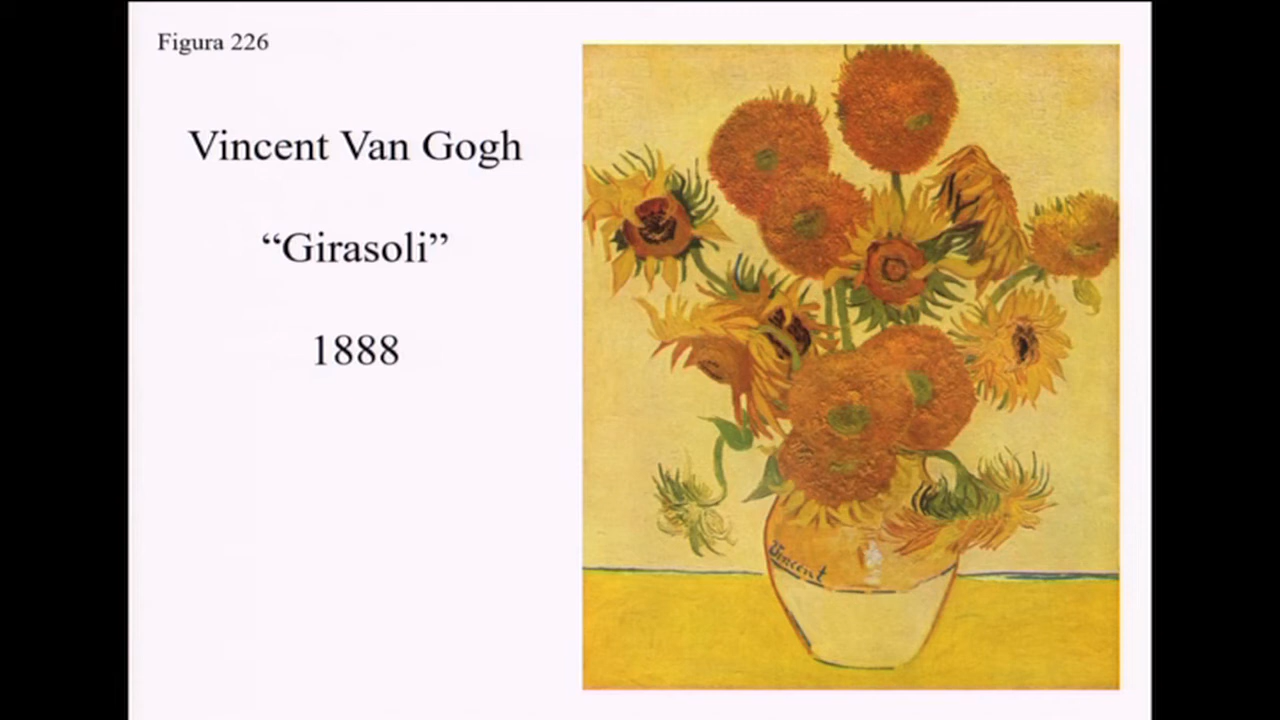 Figura 226
Vincent Van Gogh
“Girasoli”
1888
Vincent